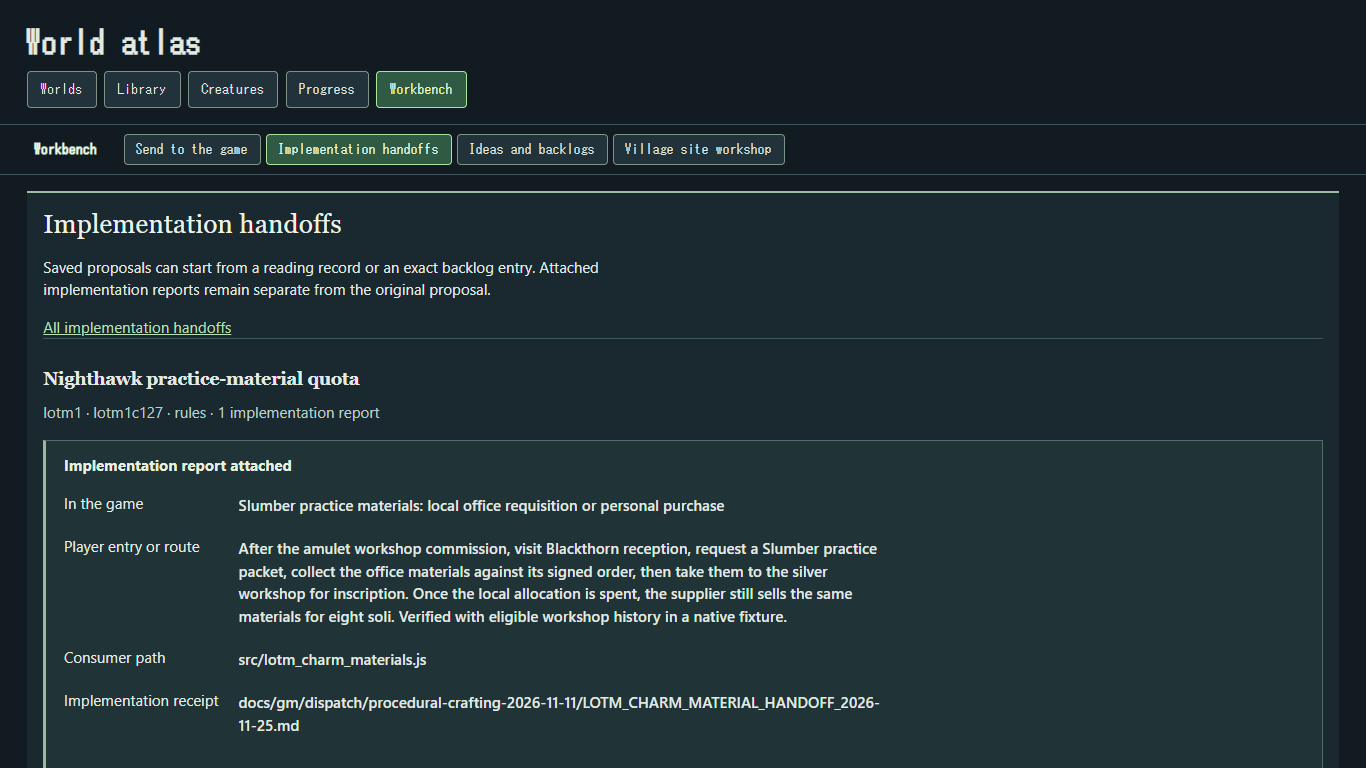 World atlas
Worlds
Library
Creatures
Progress
Workbench
Workbench
Send to the game
Implementation handoffs
Ideas and backlogs
Village site workshop
Implementation handoffs
Saved proposals can start from a reading record or an exact backlog entry. Attached
implementation reports remain separate from the original proposal.
All implementation handoffs
Nighthawk practice-material quota
lotm1 · lotm1c127 · rules · 1 implementation report
Implementation report attached
In the game
Slumber practice materials: local office requisition or personal purchase
Player entry or route
After the amulet workshop commission, visit Blackthorn reception, request a Slumber practice
packet, collect the office materials against its signed order, then take them to the silver
workshop for inscription. Once the local allocation is spent, the supplier still sells the same
materials for eight soli. Verified with eligible workshop history in a native fixture.
Consumer path
src/lotm_charm_materials.js
Implementation receipt
docs/gm/dispatch/procedural-crafting-2026-11-11/LOTM_CHARM_MATERIAL_HANDOFF_2026-
11-25.md